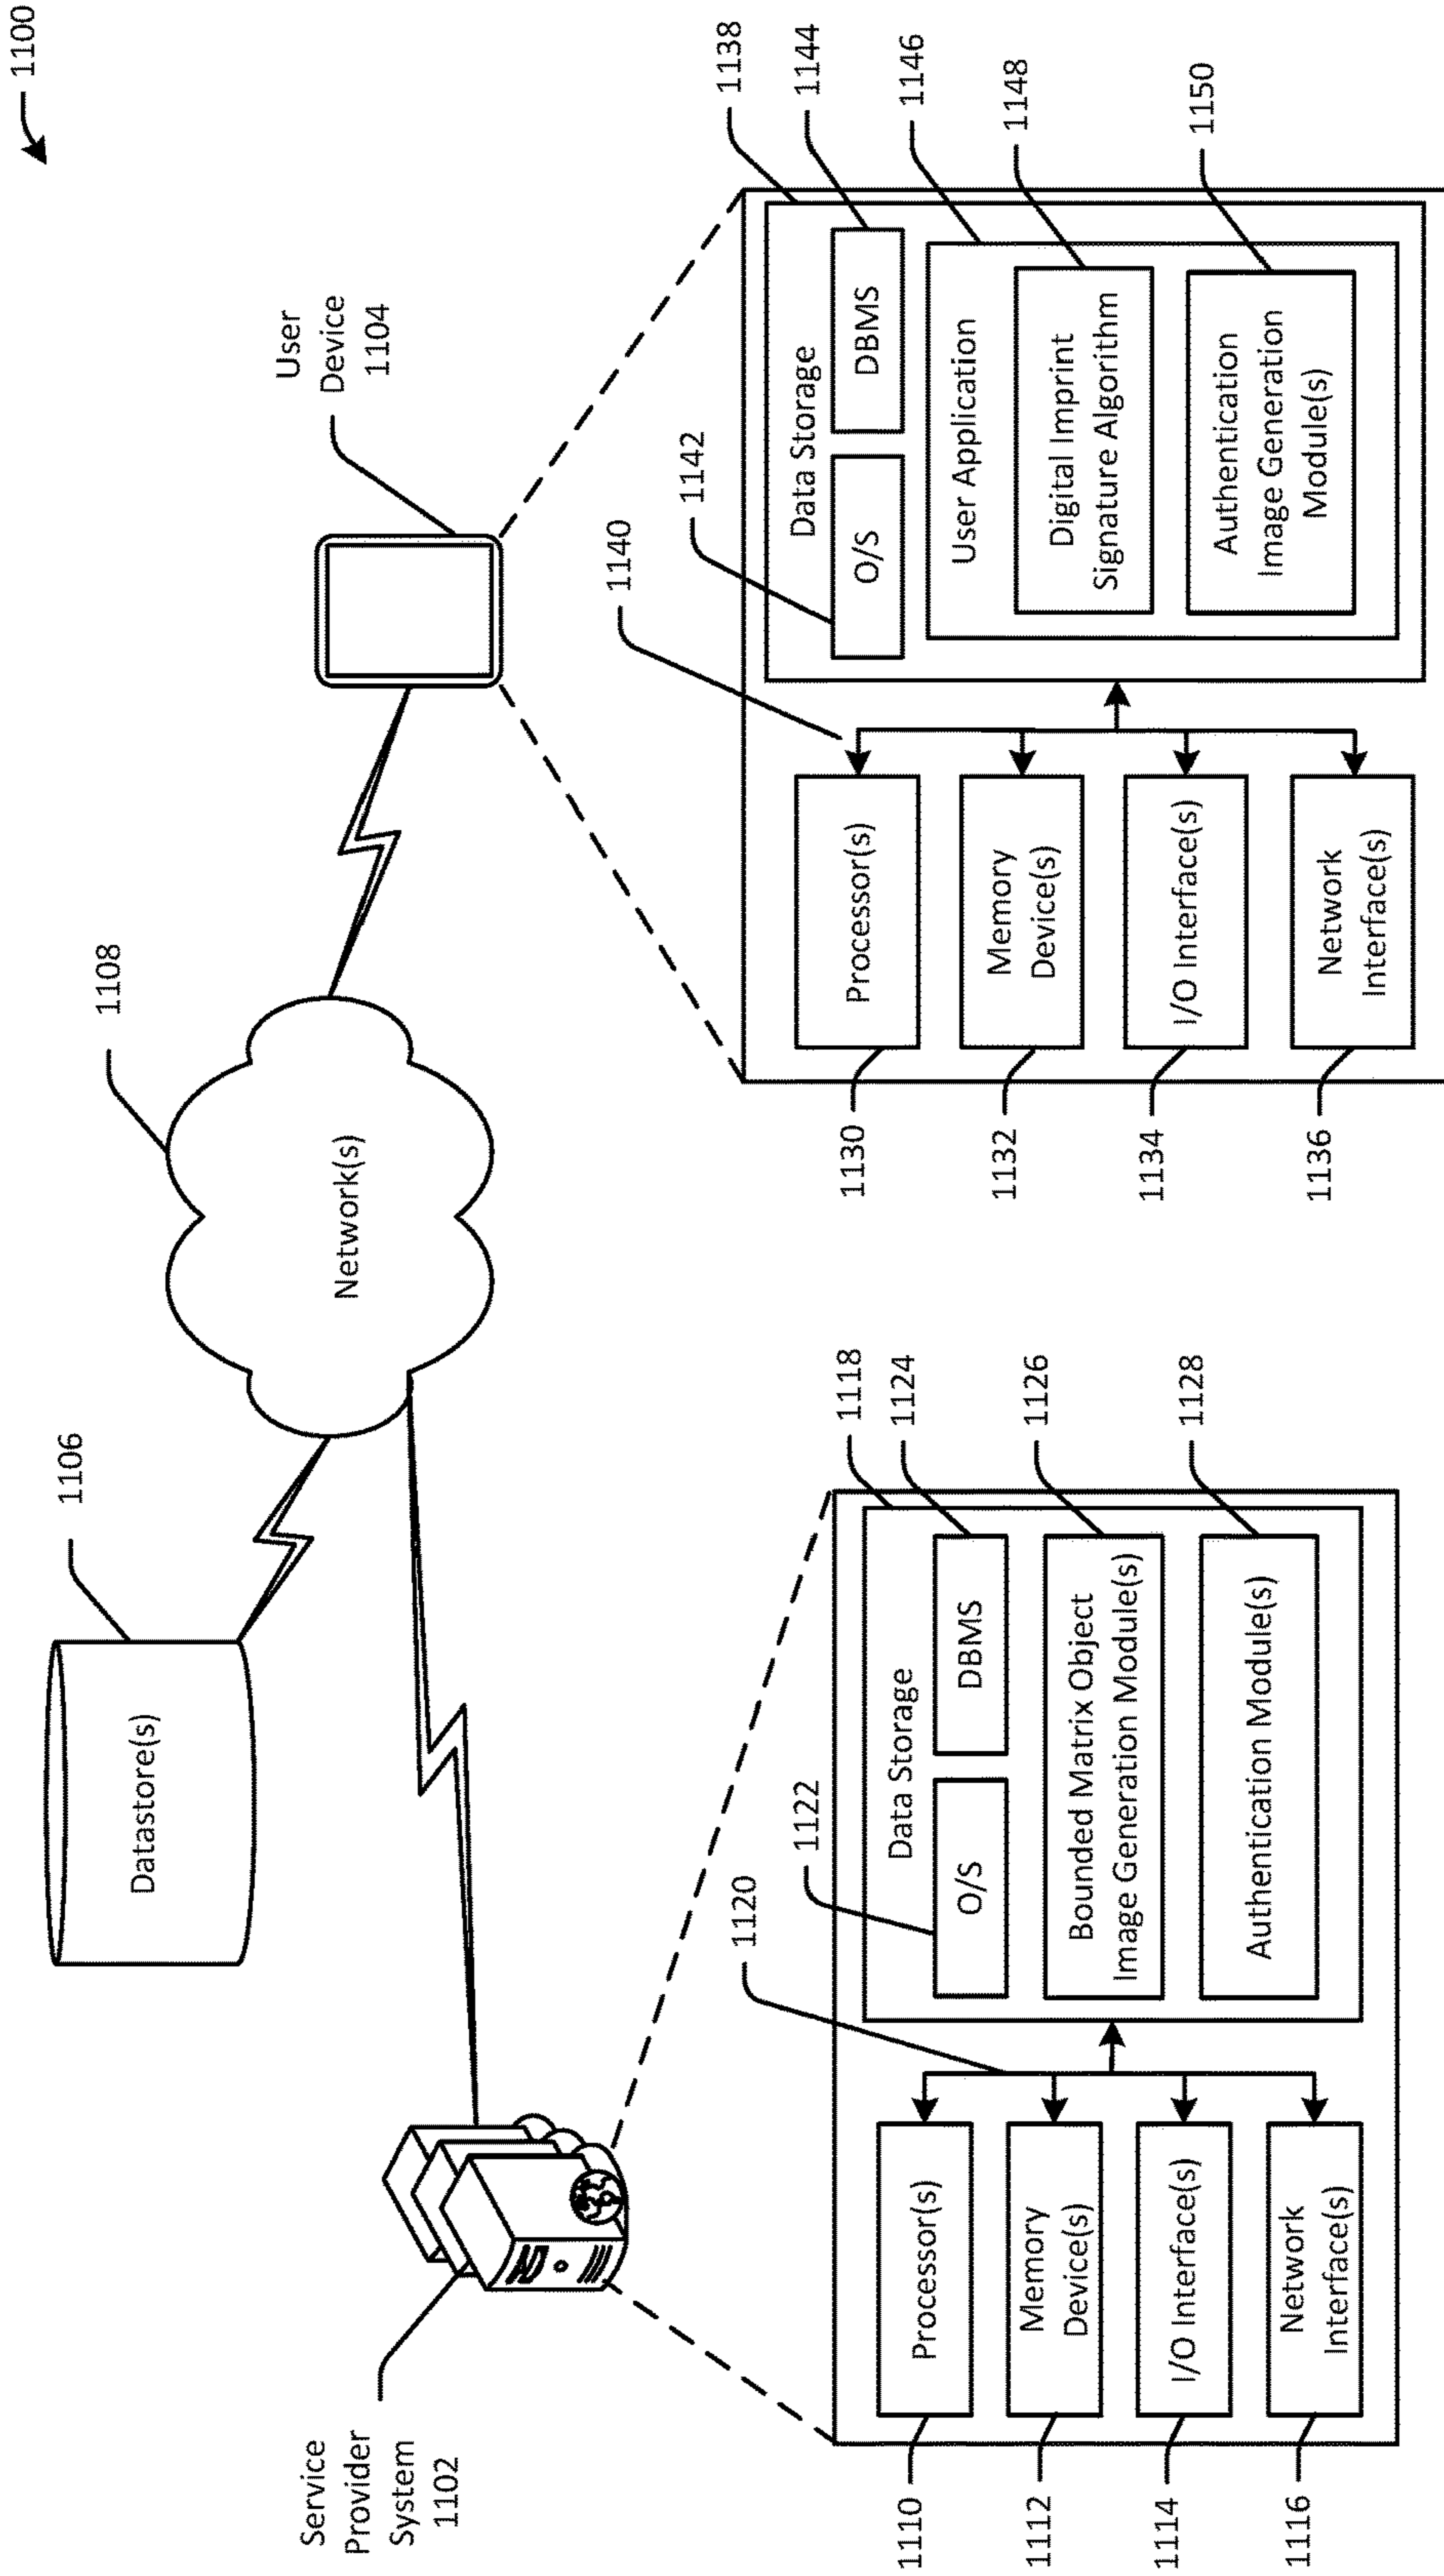 1100
1106
Datastore(s)
1108
Network(s)
User
Device
1104
Service
Provider
System
1102
1110
Processor(s)
1112
Memory
Device(s)
1114
I/O Interface(s)
1116
Network
Interface(s)
1120
1122
Data Storage
O/S
DBMS
Bounded Matrix Object
Image Generation Module(s)
Authentication Module(s)
1118
1124
1126
1128
1130
Processor(s)
1132
Memory
Device(s)
1134
I/O Interface(s)
1136
Network
Interface(s)
1140
1142
Data Storage
O/S
DBMS
User Application
Digital Imprint
Signature Algorithm
Authentication
Image Generation
Module(s)
1138
1144
1146
1148
1150